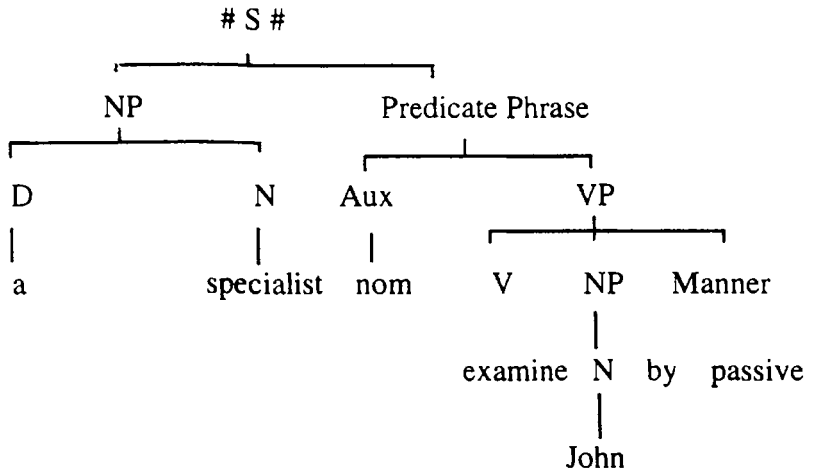 # S #
NP Predicate Phrase
D N Aux VP
a specialist nom V NP Manner
examine N by passive
John